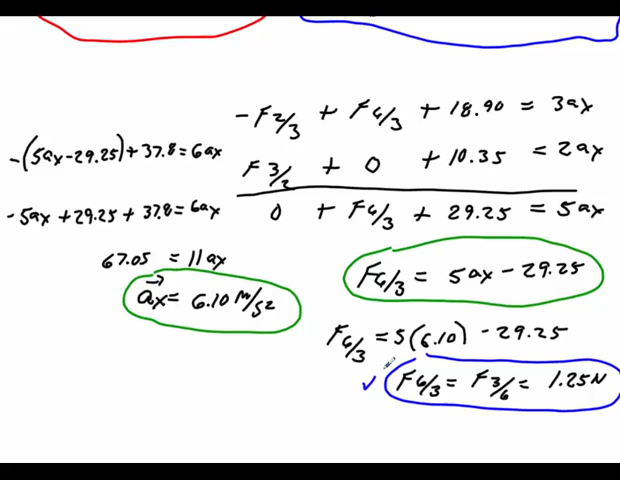 -F2/3 + F6/3 + 18.90 = 3ax
-(5ax-29.25)+37.8=6ax
F3/2 + 0 + 10.35 = 2ax
-5ax+29.25+37.8=6ax
0 + F6/3 + 29.25 = 5ax
67.05 = 11ax
F6/3 = 5ax-29.25
ax= 6.10 M/s2
F6/3 = 5(6.10) - 29.25
✓ F6/3 = F3/6 = 1.25N